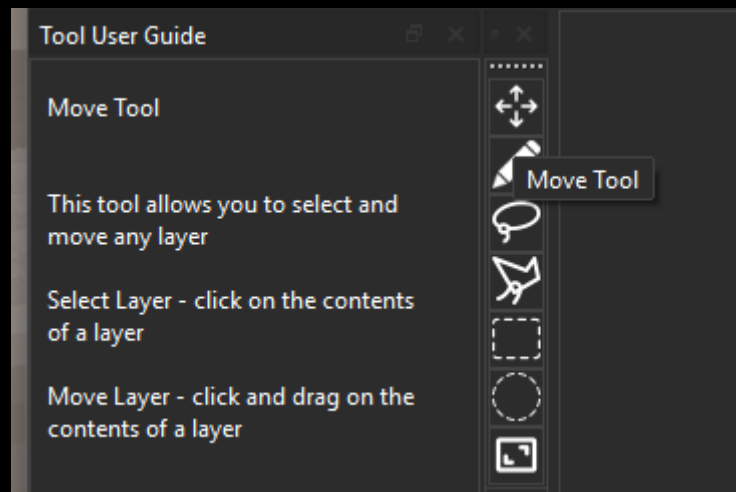 Tool User Guide
Move Tool
This tool allows you to select and
move any layer
Select Layer - click on the contents
of a layer
Move Layer - click and drag on the
contents of a layer
Move Tool